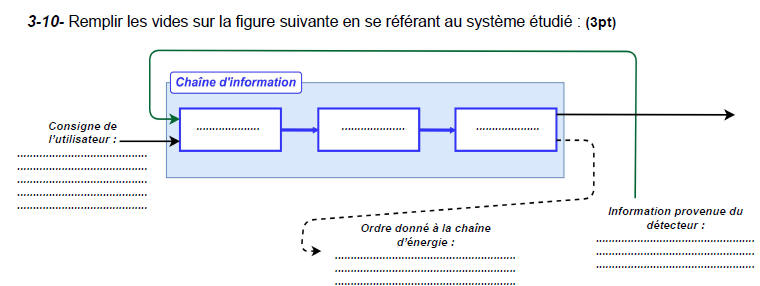 3-10- Remplir les vides sur la figure suivante en se référant au système étudié : (3pt)
Chaîne d'information
Consigne de
l'utilisateur :
....................
....................
....................
........................................
........................................
........................................
........................................
........................................
Ordre donné à la chaîne
d'énergie :
........................................................
........................................................
........................................................
Information provenue du
détecteur :
.................................................
.................................................
.................................................